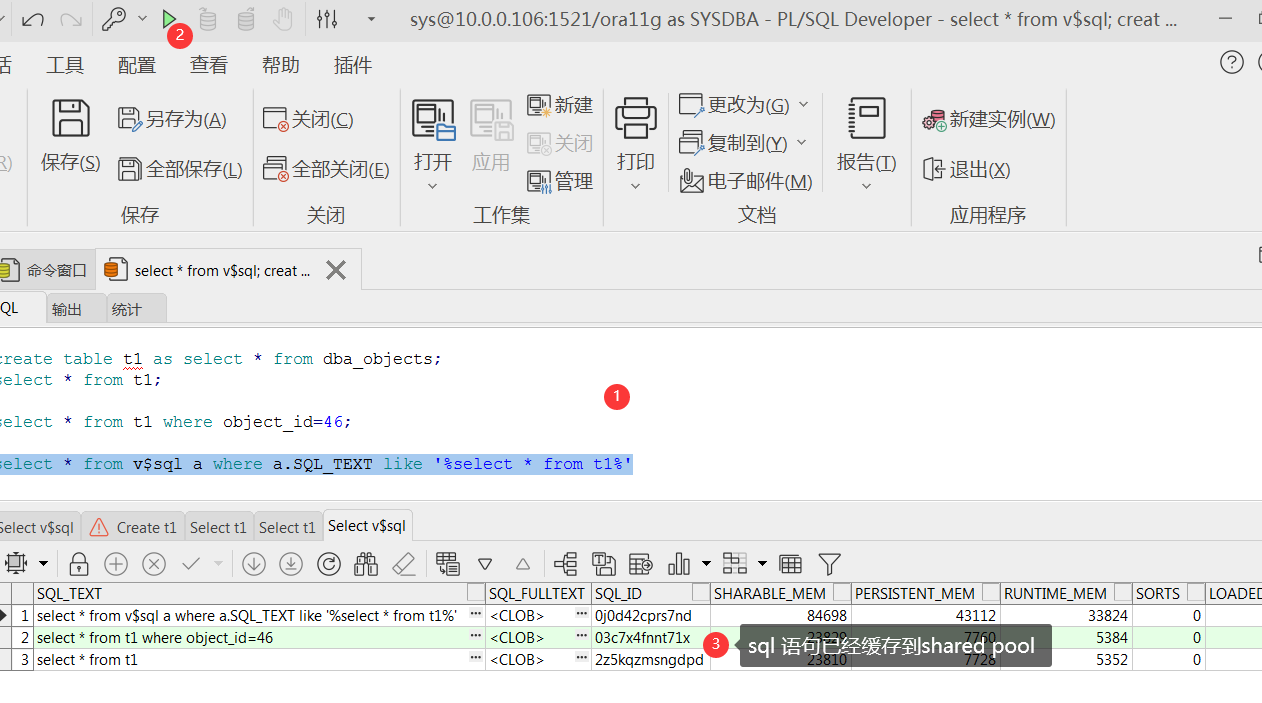 sys@10.0.0.106:1521/ora11g as SYSDBA - PL/SQL Developer - select * from v$sql; creat ...
2
活 工具 配置 查看 帮助 插件
R)
保存(S)
另存为(A)
全部保存(L)
保存
关闭(C)
全部关闭(E)
关闭
打开
应用
新建
关闭
管理
工作集
打印
更改为(G)
复制到(Y)
电子邮件(M)
文档
报告(T)
新建实例(W)
退出(X)
应用程序
命令窗口 select * from v$sql; creat ...
QL 输出 统计
create table t1 as select * from dba_objects;
select * from t1;
1
select * from t1 where object_id=46;
select * from v$sql a where a.SQL_TEXT like '%select * from t1%'
Select v$sql Create t1 Select t1 Select t1 Select v$sql
SQL_TEXT SQL_FULLTEXT SQL_ID SHARABLE_MEM PERSISTENT_MEM RUNTIME_MEM SORTS LOADED
1 select * from v$sql a where a.SQL_TEXT like '%select * from t1%' ... <CLOB> ... 0j0d42cprs7nd 84698 43112 33824 0
2 select * from t1 where object_id=46 ... <CLOB> ... 03c7x4fnnt71x 7760 5384 0
3 sql 语句已经缓存到shared pool
3 select * from t1 ... <CLOB> ... 2z5kqzmsngdpd 23810 7728 5352 0